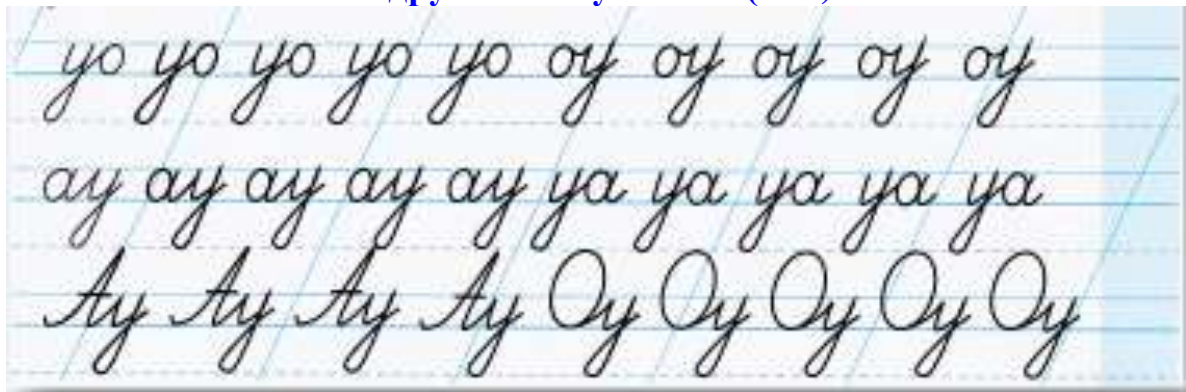 уо уо уо уо уо оу оу оу оу оу
ау ау ау ау ау уа уа уа уа уа
Ау Ау Ау Ау Оу Оу Оу Оу Оу